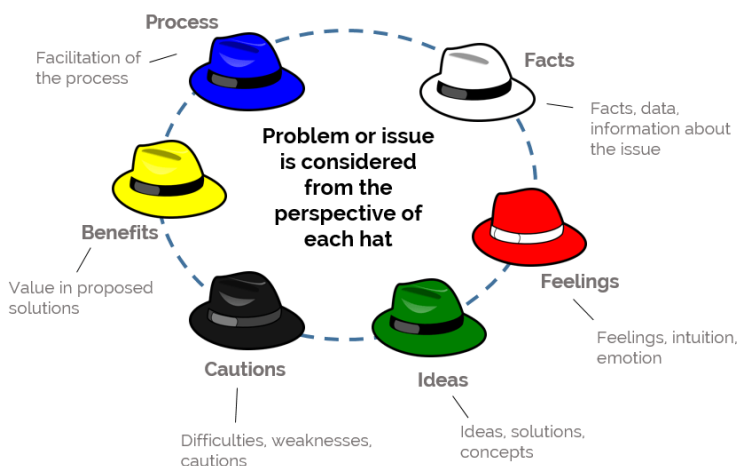 Process
Facilitation of
the process
Facts
Facts, data,
information about
the issue
Problem or issue
is considered
from the
perspective of
each hat
Benefits
Value in proposed
solutions
Feelings
Feelings, intuition,
emotion
Cautions
Difficulties, weaknesses,
cautions
Ideas
Ideas, solutions,
concepts